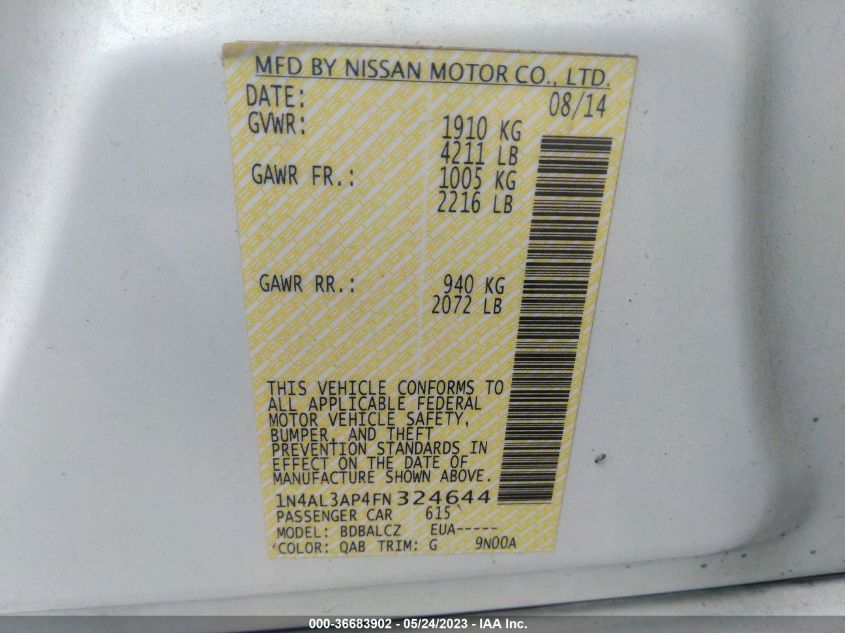 MFD BY NISSAN MOTOR CO., LTD.
DATE: 08/14
GVWR: 1910 KG
4211 LB
GAWR FR.: 1005 KG
2216 LB
GAWR RR.: 940 KG
2072 LB
THIS VEHICLE CONFORMS TO
ALL APPLICABLE FEDERAL
MOTOR VEHICLE SAFETY,
BUMPER, AND THEFT
PREVENTION STANDARDS IN
EFFECT ON THE DATE OF
MANUFACTURE SHOWN ABOVE.
1N4AL3AP4FN324644
PASSENGER CAR 615
MODEL: BDBALCZ EUA-----
COLOR: QAB TRIM: G 9N00A
000-36683902 - 05/24/2023 - IAA Inc.